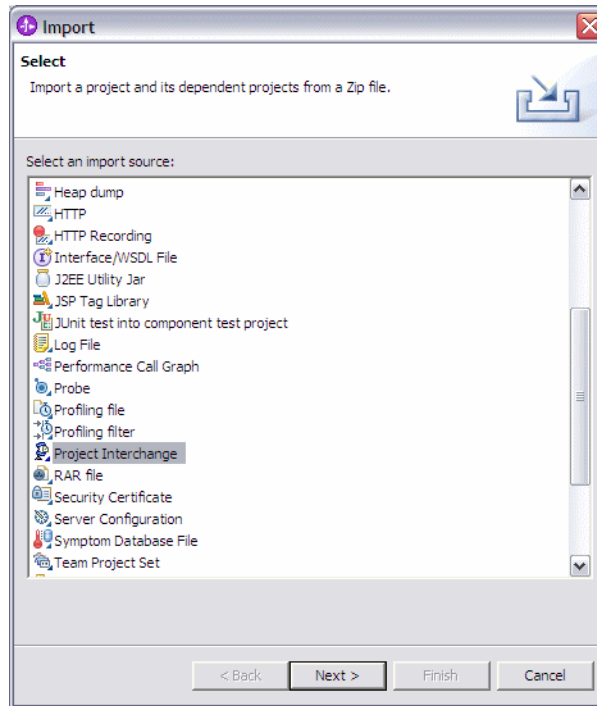 Import
Select
Import a project and its dependent projects from a Zip file.
Select an import source:
Heap dump
HTTP
HTTP Recording
Interface/WSDL File
J2EE Utility Jar
JSP Tag Library
JUnit test into component test project
Log File
Performance Call Graph
Probe
Profiling file
Profiling filter
Project Interchange
RAR file
Security Certificate
Server Configuration
Symptom Database File
Team Project Set
< Back Next > Finish Cancel